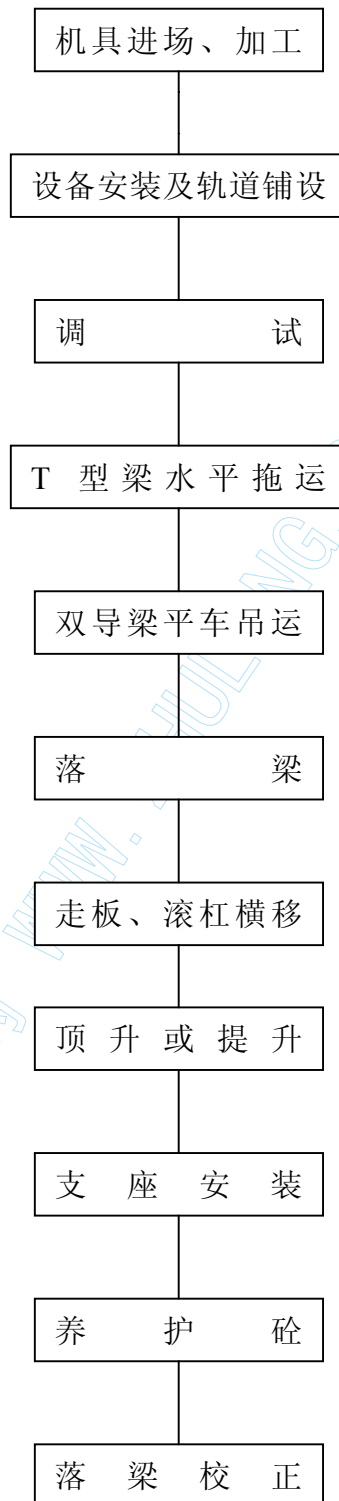 机具进场、加工
设备安装及轨道铺设
调 试
T 型梁水平拖运
双导梁平车吊运
落 梁
走板、滚杠横移
顶升或提升
支座安装
养护砼
落梁校正